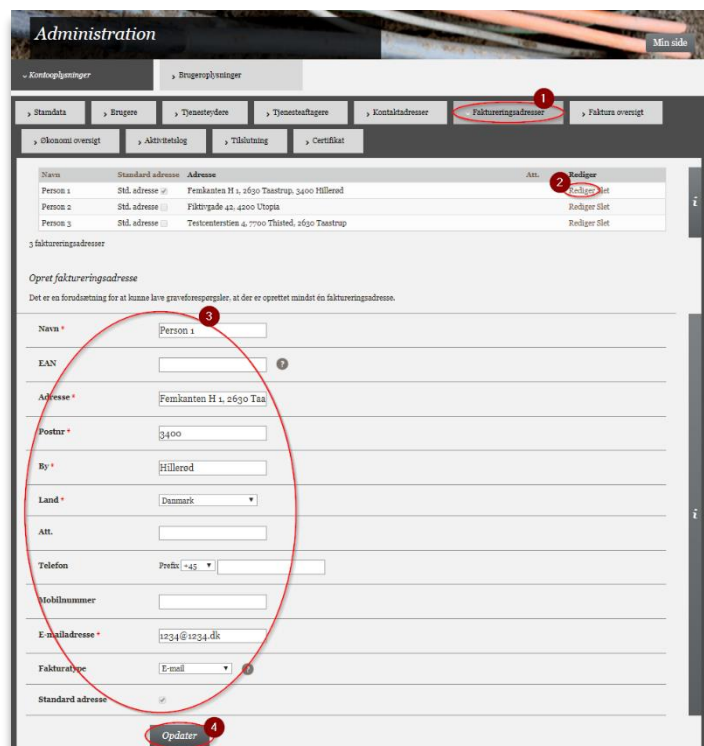 Administration
Min side
Kontooplysninger Brugeroplysninger
1
Stamdata Brugere Tjenesteydere Tjenesteaftagere Kontaktadresser Faktureringsadresser Faktura oversigt
Økonomi oversigt Aktivitetslog Tilslutning Certifikat
Navn Standard adresse Adresse Att. Rediger
2
Person 1 Std. adresse Femkanten H 1, 2630 Taastrup, 3400 Hillerød Rediger Slet
Person 2 Std. adresse Fiktivgade 42, 4200 Utopia Rediger Slet
Person 3 Std. adresse Testcenterstien 4, 7700 Thisted, 2630 Taastrup Rediger Slet
i
3 faktureringsadresser
Opret faktureringsadresse
Det er en forudsætning for at kunne lave graveforespørgsler, at der er oprettet mindst én faktureringsadresse.
3
Navn * Person 1
EAN ?
Adresse * Femkanten H 1, 2630 Taa
Postnr * 3400
By * Hillerød
Land * Danmark
i
Att.
Telefon Prefix +45
Mobilnummer
E-mailadresse * 1234@1234.dk
Fakturatype E-mail ?
Standard adresse
Opdater 4